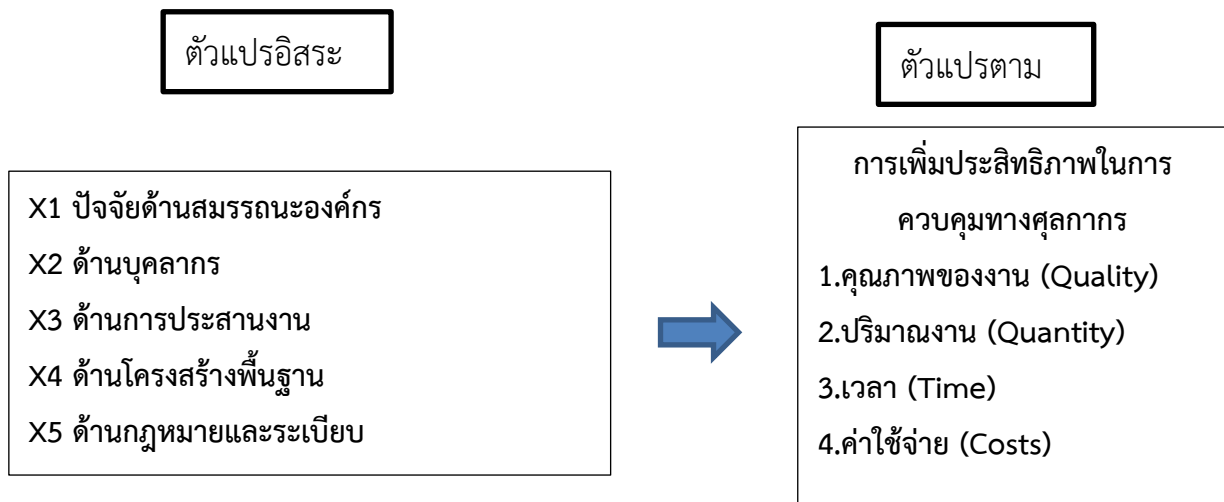 ตัวแปรอิสระ
ตัวแปรตาม
X1 ปัจจัยด้านสมรรถนะองค์กร
X2 ด้านบุคลากร
X3 ด้านการประสานงาน
X4 ด้านโครงสร้างพื้นฐาน
X5 ด้านกฎหมายและระเบียบ
การเพิ่มประสิทธิภาพในการ
ควบคุมทางศุลกากร
1.คุณภาพของงาน (Quality)
2.ปริมาณงาน (Quantity)
3.เวลา (Time)
4.ค่าใช้จ่าย (Costs)